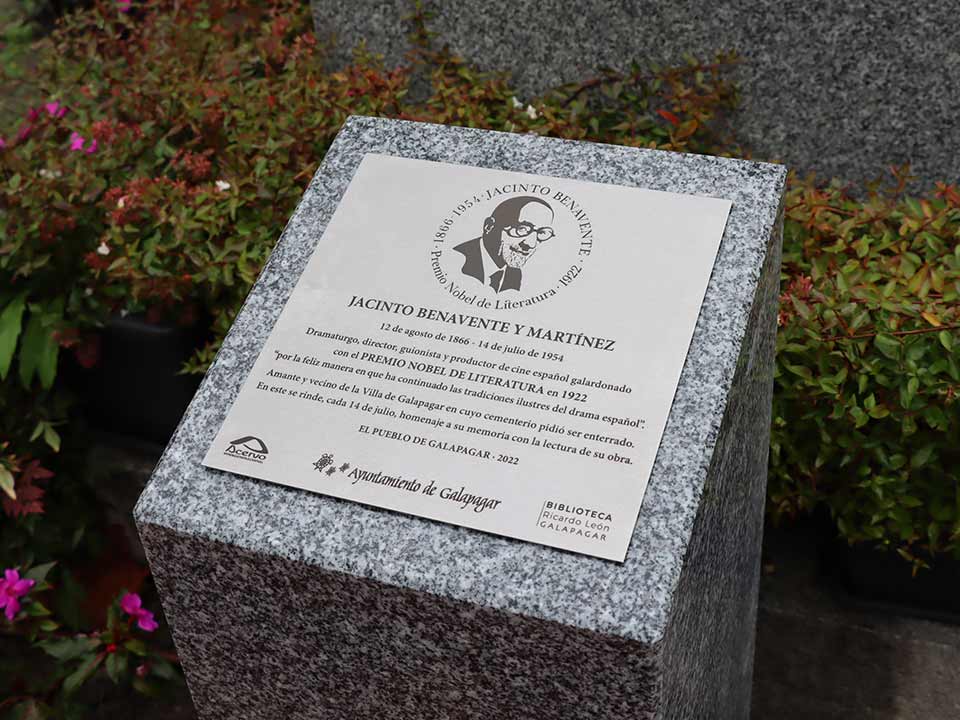 1866 · 1954 · JACINTO BENAVENTE ·
Premio Nobel de Literatura · 1922 ·
JACINTO BENAVENTE Y MARTÍNEZ
12 de agosto de 1866 - 14 de julio de 1954
Dramaturgo, director, guionista y productor de cine español galardonado
con el PREMIO NOBEL DE LITERATURA en 1922
"por la feliz manera en que ha continuado las tradiciones ilustres del drama español".
Amante y vecino de la Villa de Galapagar en cuyo cementerio pidió ser enterrado.
En este se rinde, cada 14 de julio, homenaje a su memoria con la lectura de su obra.
EL PUEBLO DE GALAPAGAR · 2022
Acervo
Ayuntamiento de Galapagar
BIBLIOTECA
Ricardo León
GALAPAGAR